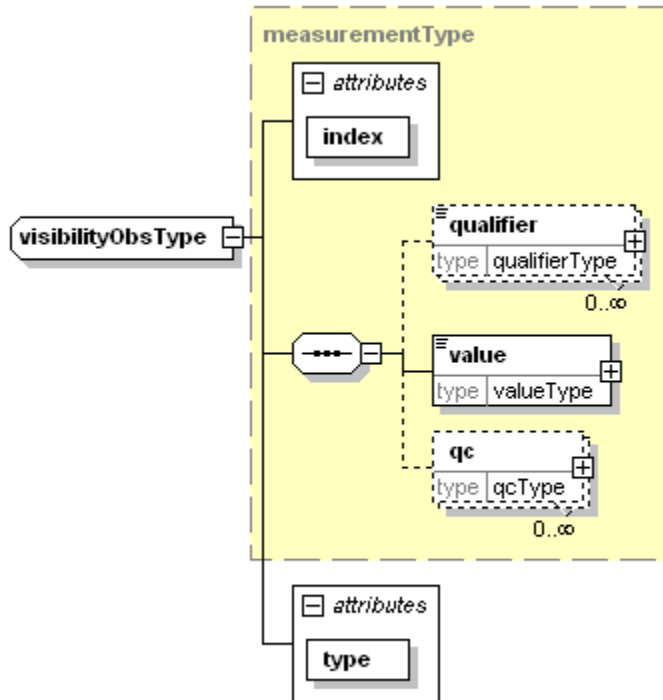 measurementType
attributes
index
visibilityObsType
qualifier
type qualifierType
0..∞
value
type valueType
qc
type qcType
0..∞
attributes
type